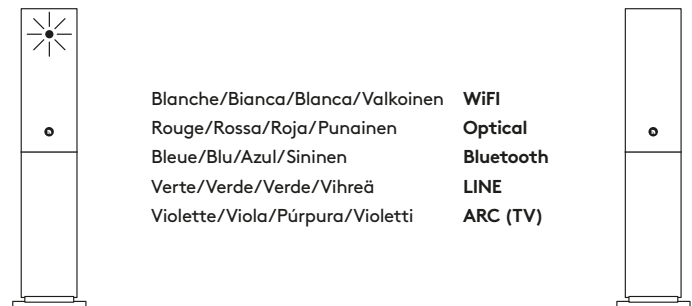 Blanche/Bianca/Blanca/Valkoinen WiFI
Rouge/Rossa/Roja/Punainen Optical
Bleue/Blu/Azul/Sininen Bluetooth
Verte/Verde/Verde/Vihreä LINE
Violette/Viola/Púrpura/Violetti ARC (TV)